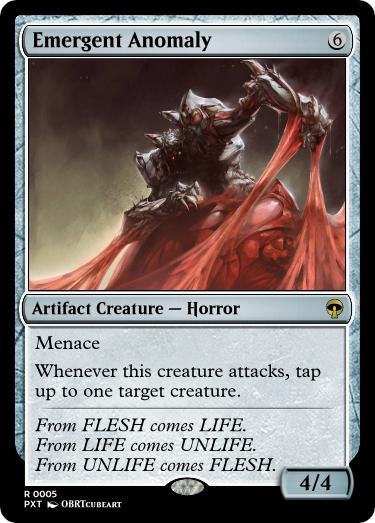 Emergent Anomaly 6
Artifact Creature — Horror
Menace
Whenever this creature attacks, tap
up to one target creature.
From FLESH comes LIFE.
From LIFE comes UNLIFE.
From UNLIFE comes FLESH.
4/4
R 0005
PXT OBRTCUBEART